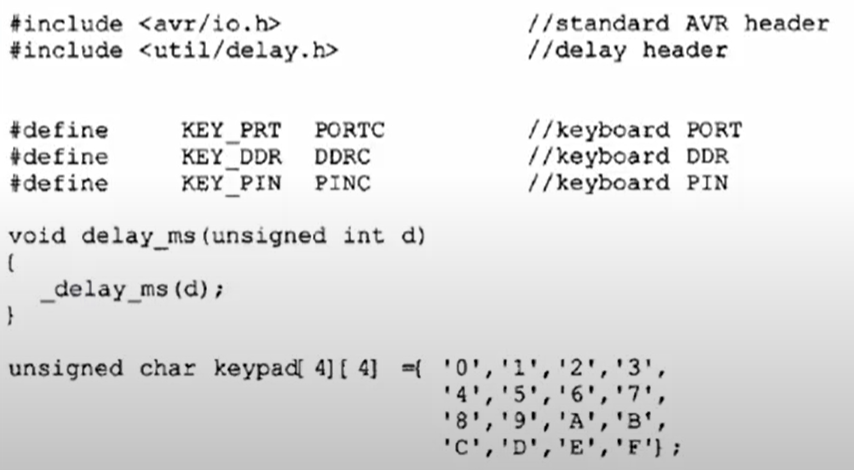 #include <avr/io.h> //standard AVR header
#include <util/delay.h> //delay header
#define KEY_PRT PORTC //keyboard PORT
#define KEY_DDR DDRC //keyboard DDR
#define KEY_PIN PINC //keyboard PIN
void delay_ms(unsigned int d)
{
_delay_ms(d);
}
unsigned char keypad[ 4][ 4] ={ '0','1','2','3',
'4','5','6','7',
'8','9','A','B',
'C','D','E','F'} ;